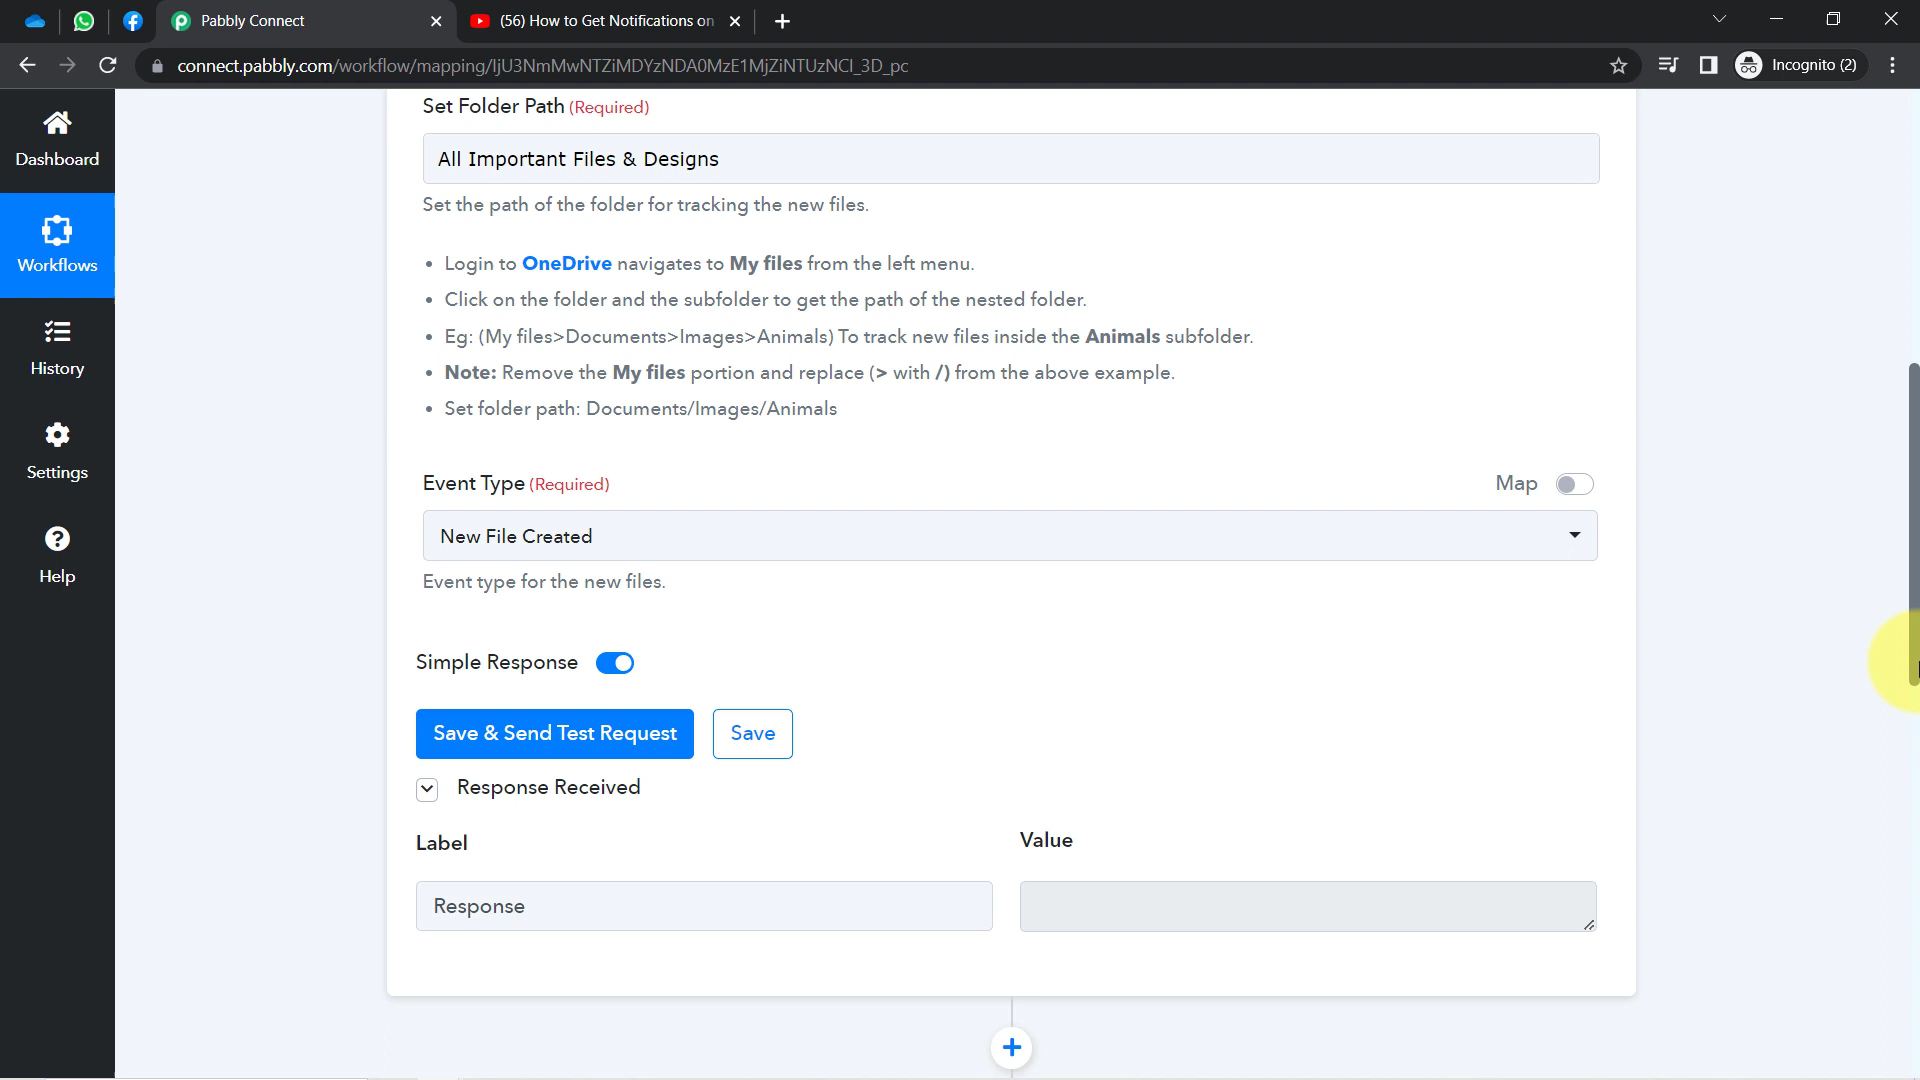 Pabbly Connect
(56) How to Get Notifications on
connect.pabbly.com/workflow/mapping/IjU3NmMwNTZiMDYzNDA0MzE1MjZiNTUzNCI_3D_pc
Incognito (2)
Dashboard
Workflows
History
Settings
Help
Set Folder Path (Required)
All Important Files & Designs
Set the path of the folder for tracking the new files.
• Login to OneDrive navigates to My files from the left menu.
• Click on the folder and the subfolder to get the path of the nested folder.
• Eg: (My files>Documents>Images>Animals) To track new files inside the Animals subfolder.
• Note: Remove the My files portion and replace (> with /) from the above example.
• Set folder path: Documents/Images/Animals
Event Type (Required)
Map
New File Created
Event type for the new files.
Simple Response
Save & Send Test Request
Save
Response Received
Label
Value
Response